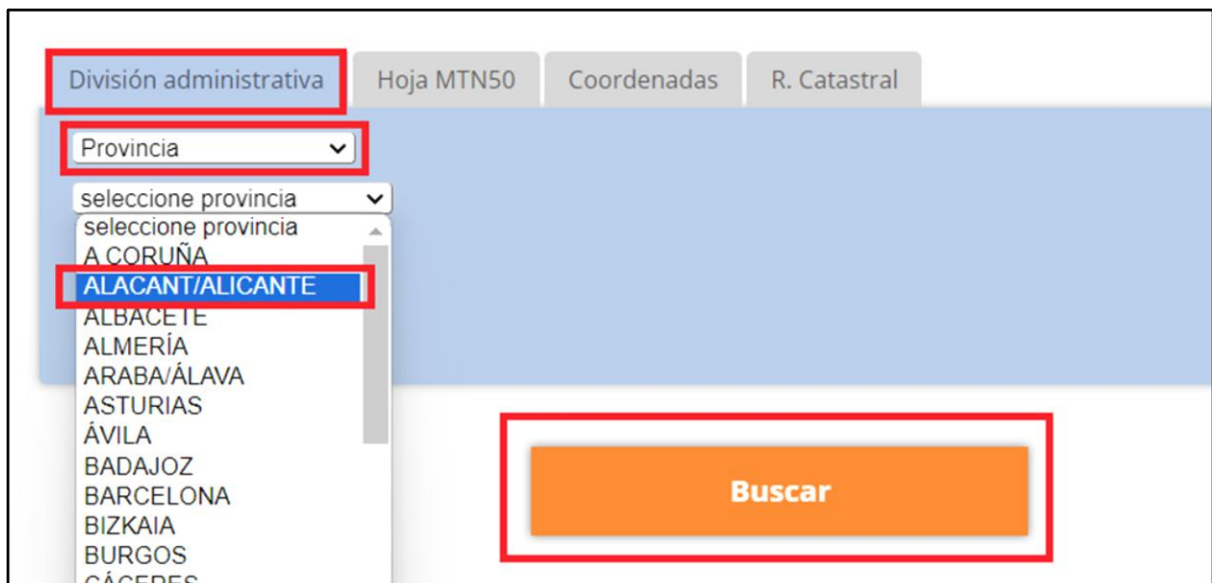 División administrativa Hoja MTN50 Coordenadas R. Catastral
Provincia
seleccione provincia
seleccione provincia
A CORUÑA
ALACANT/ALICANTE
ALBACETE
ALMERÍA
ARABA/ÁLAVA
ASTURIAS
ÁVILA
BADAJOZ
BARCELONA
BIZKAIA
BURGOS
CÁCERES
Buscar